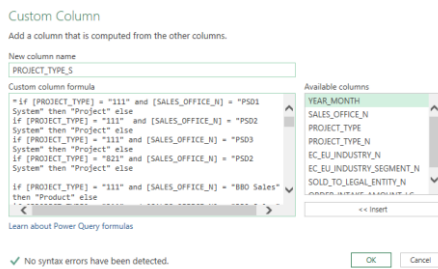 Custom Column
Add a column that is computed from the other columns.
New column name
PROJECT_TYPE_S
Custom column formula
Available columns
=if [PROJECT_TYPE] = "111" and [SALES_OFFICE_N] = "PSD1
System" then "Project" else
if [PROJECT_TYPE] = "111"  and [SALES_OFFICE_N] = "PSD2
System" then "Project" else
if [PROJECT_TYPE] = "111" and [SALES_OFFICE_N] = "PSD3
System" then "Project" else
if [PROJECT_TYPE] = "821" and [SALES_OFFICE_N] = "PSD2
System" then "Project" else
if [PROJECT_TYPE] = "111" and [SALES_OFFICE_N] = "BBO Sales"
then "Product" else
YEAR_MONTH
SALES_OFFICE_N
PROJECT_TYPE
PROJECT_TYPE_N
EC_EU_INDUSTRY_N
EC_EU_INDUSTRY_SEGMENT_N
SOLD_TO_LEGAL_ENTITY_N
<< Insert
Learn about Power Query formulas
No syntax errors have been detected.
OK
Cancel